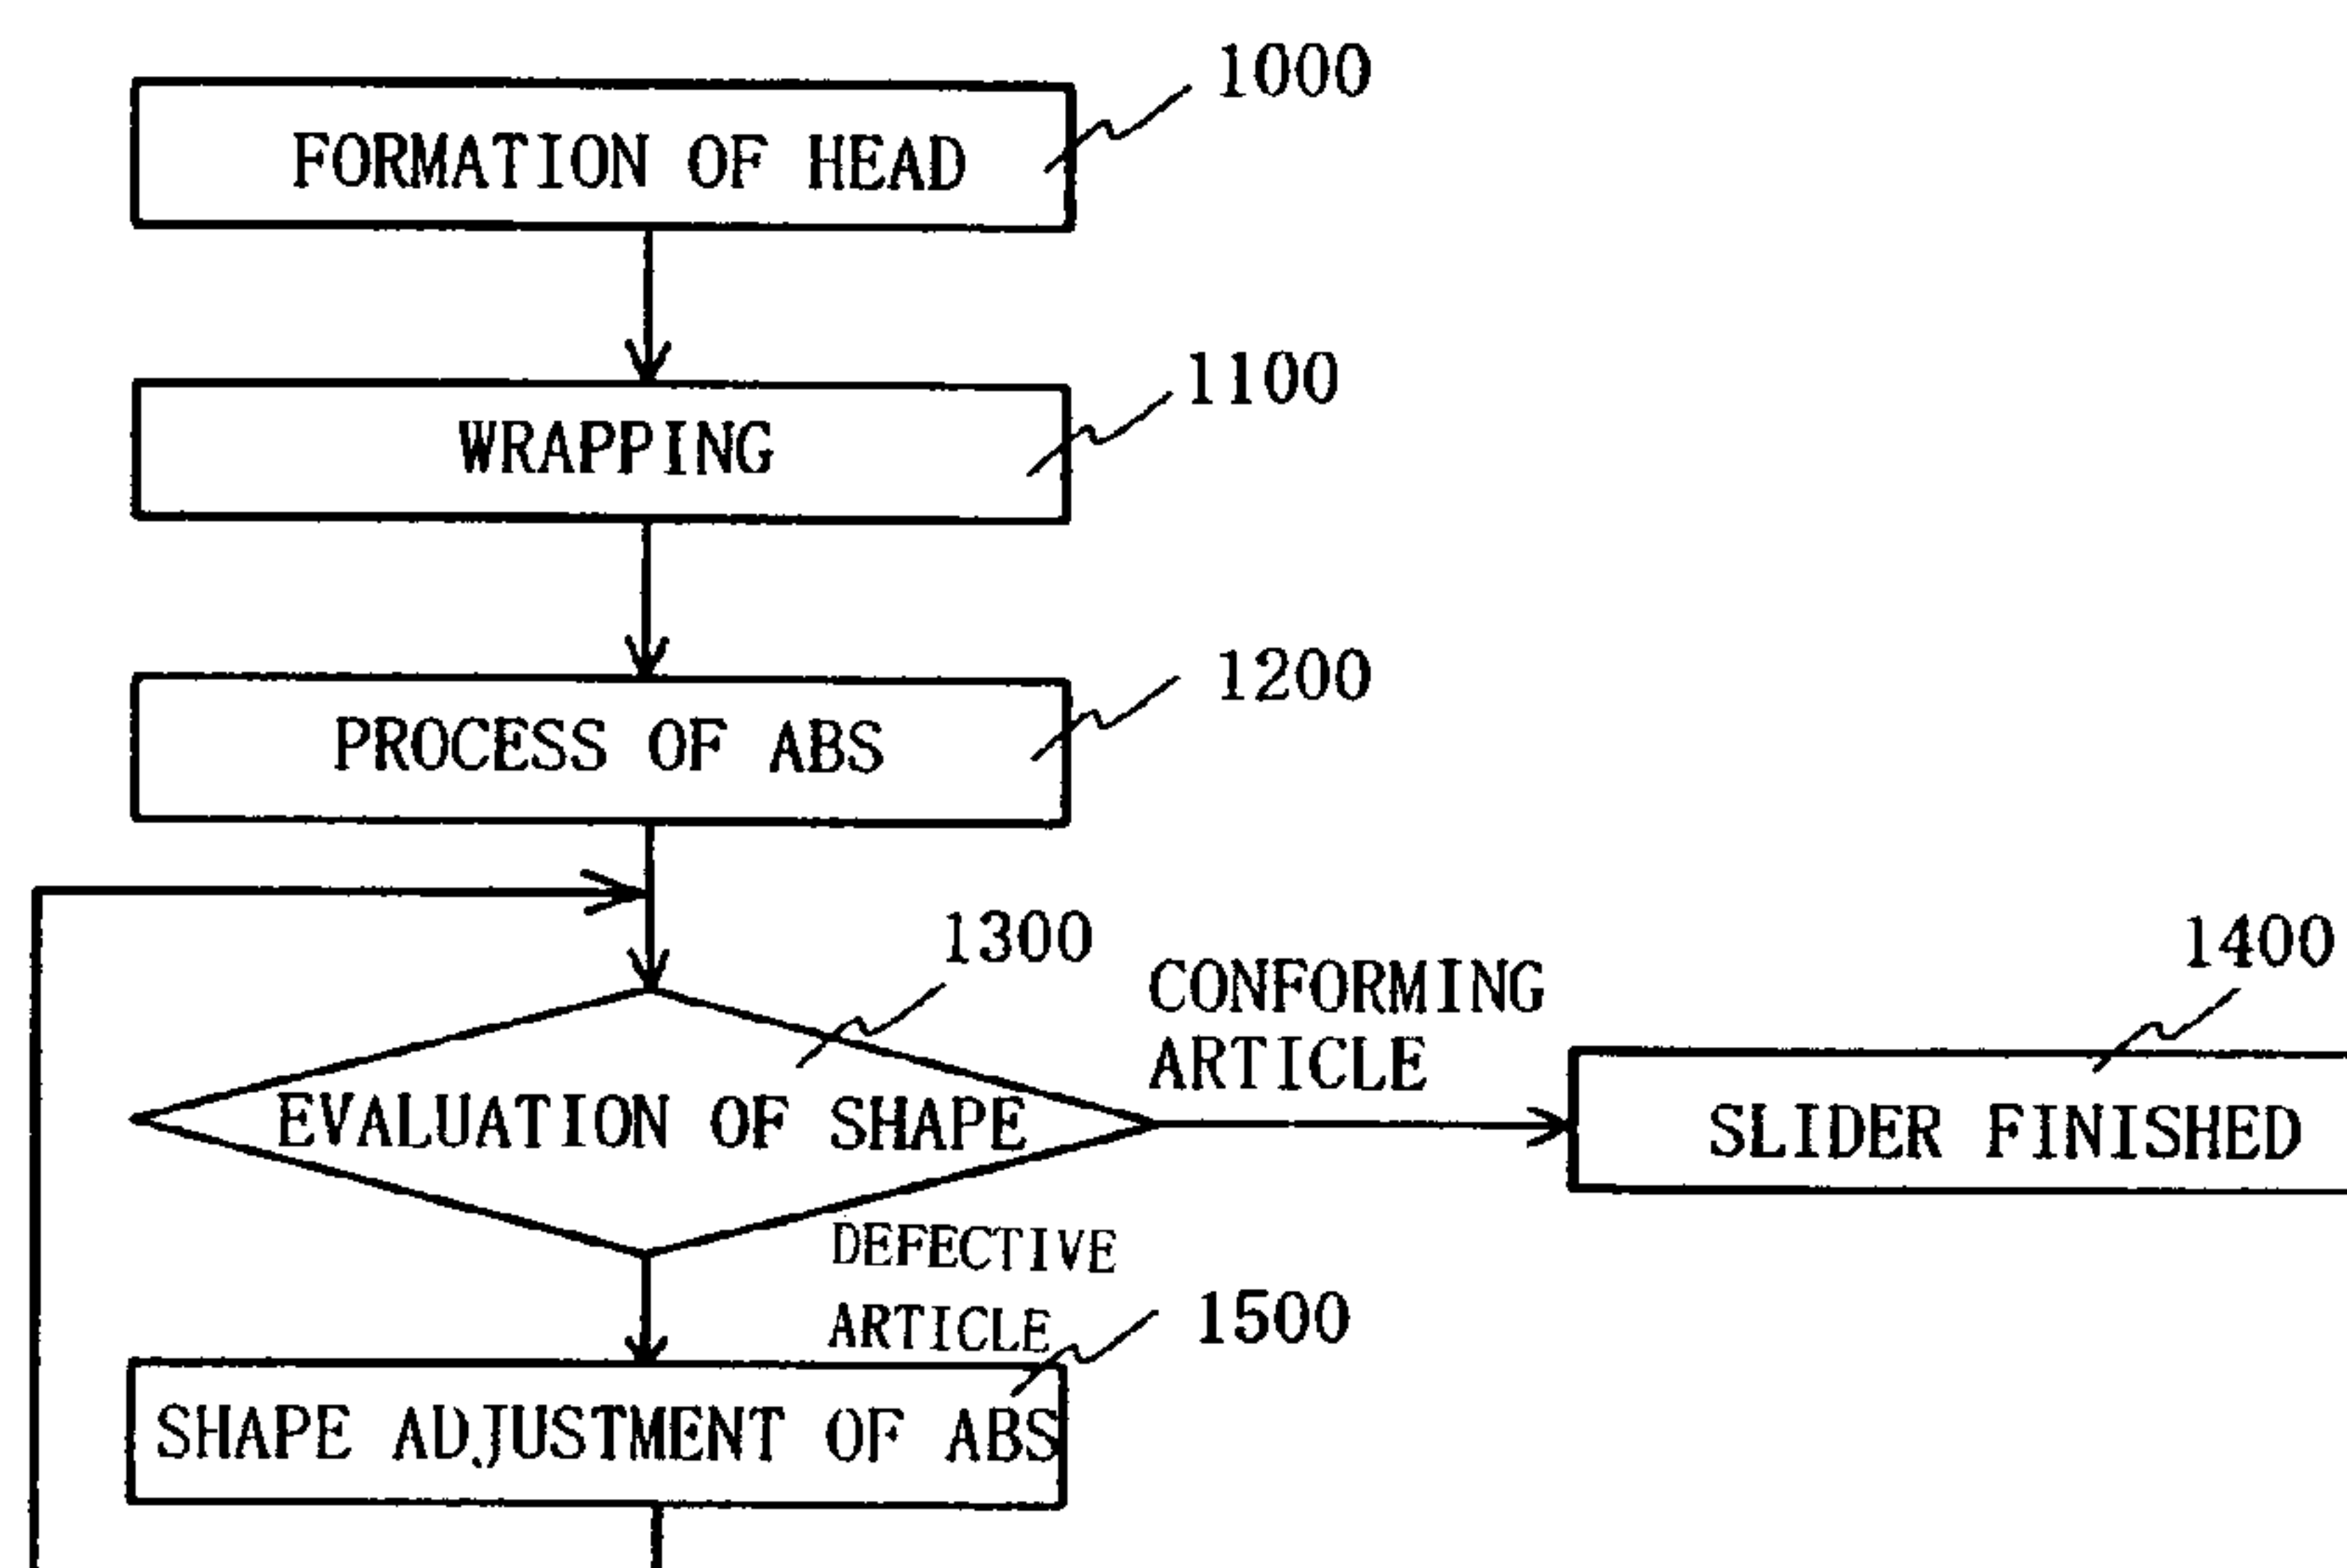 1000
FORMATION OF HEAD
1100
WRAPPING
1200
PROCESS OF ABS
1300
CONFORMING
ARTICLE
1400
EVALUATION OF SHAPE
SLIDER FINISHED
DEFECTIVE
ARTICLE
1500
SHAPE ADJUSTMENT OF ABS